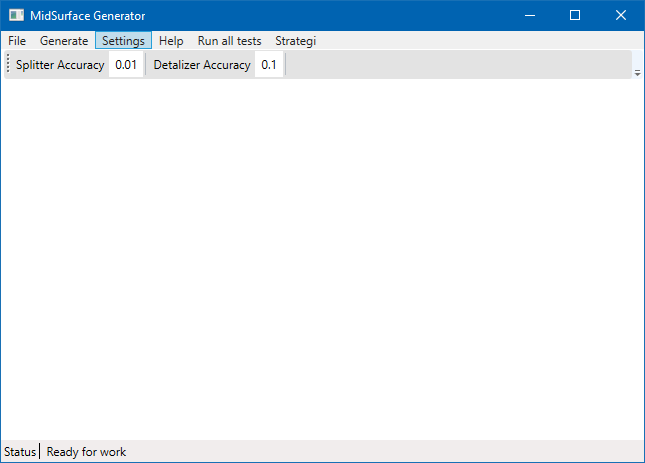 MidSurface Generator
File Generate Settings Help Run all tests Strategi
Splitter Accuracy 0.01 Detalizer Accuracy 0.1
Status Ready for work